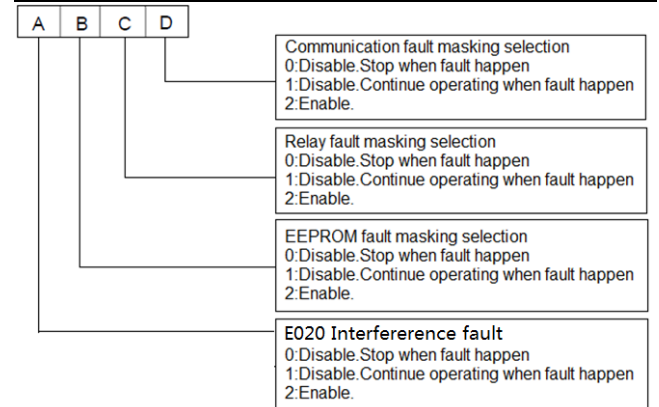 A B C D
Communication fault masking selection
0:Disable.Stop when fault happen
1:Disable.Continue operating when fault happen
2:Enable.
Relay fault masking selection
0:Disable.Stop when fault happen
1:Disable.Continue operating when fault happen
2:Enable.
EEPROM fault masking selection
0:Disable.Stop when fault happen
1:Disable.Continue operating when fault happen
2:Enable.
E020 Interfererence fault
0:Disable.Stop when fault happen
1:Disable.Continue operating when fault happen
2:Enable.